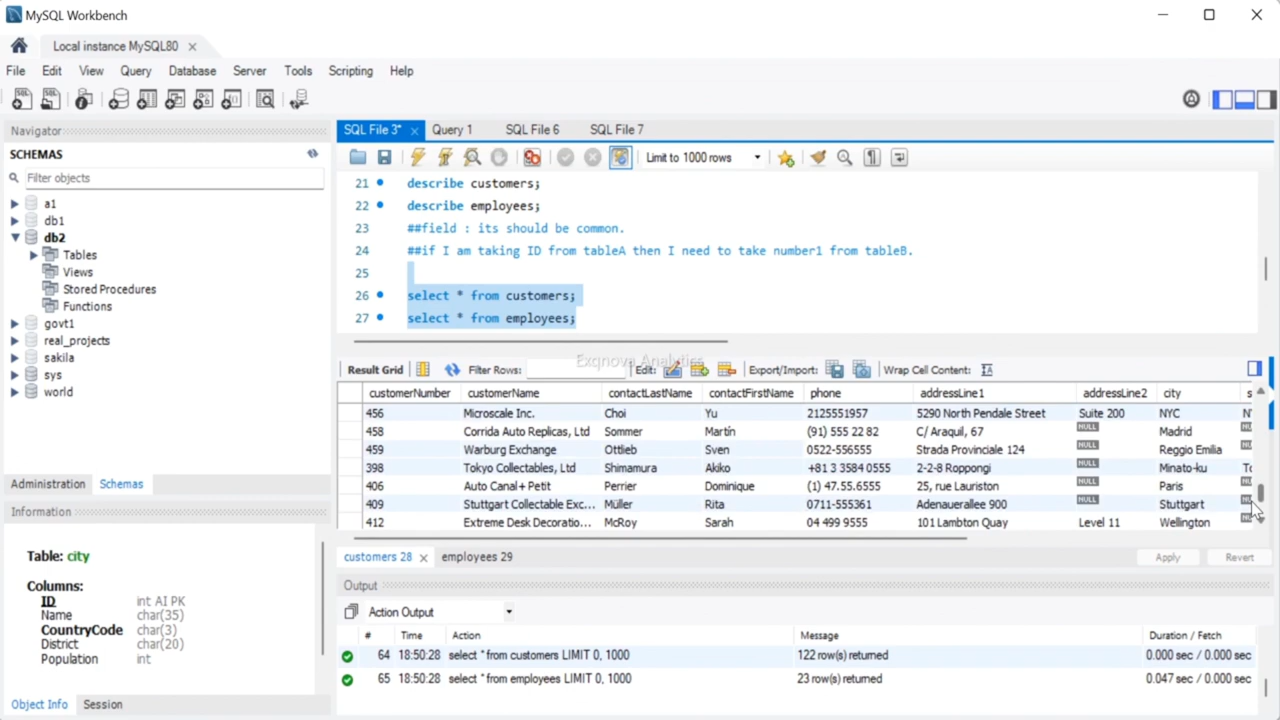 MySQL Workbench
Local instance MySQL80
File Edit View Query Database Server Tools Scripting Help
Navigator
SCHEMAS
Filter objects
a1
db1
db2
Tables
Views
Stored Procedures
Functions
govt1
real_projects
sakila
sys
world
Administration Schemas
Information
Table: city
Columns:
ID int AI PK
Name char(35)
CountryCode char(3)
District char(20)
Population int
Object Info Session
SQL File 3* Query 1 SQL File 6 SQL File 7
Limit to 1000 rows
21 describe customers;
22 describe employees;
23 ##field : its should be common.
24 ##if I am taking ID from tableA then I need to take number1 from tableB.
25
26 select * from customers;
27 select * from employees;
Exqnova Analytics
Result Grid Filter Rows: Edit: Export/Import: Wrap Cell Content:
customerNumber customerName contactLastName contactFirstName phone addressLine1 addressLine2 city
456 Microscale Inc. Choi Yu 2125551957 5290 North Pendale Street Suite 200 NYC
458 Corrida Auto Replicas, Ltd Sommer Martín (91) 555 22 82 C/ Araquil, 67 NULL Madrid
459 Warburg Exchange Ottlieb Sven 0522-556555 Strada Provinciale 124 NULL Reggio Emilia
398 Tokyo Collectables, Ltd Shimamura Akiko +81 3 3584 0555 2-2-8 Roppongi NULL Minato-ku
406 Auto Canal+ Petit Perrier Dominique (1) 47.55.6555 25, rue Lauriston NULL Paris
409 Stuttgart Collectable Exc... Müller Rita 0711-555361 Adenauerallee 900 NULL Stuttgart
412 Extreme Desk Decoratio... McRoy Sarah 04 499 9555 101 Lambton Quay Level 11 Wellington
customers 28 employees 29 Apply Revert
Output
Action Output
# Time Action Message Duration / Fetch
64 18:50:28 select * from customers LIMIT 0, 1000 122 row(s) returned 0.000 sec / 0.000 sec
65 18:50:28 select * from employees LIMIT 0, 1000 23 row(s) returned 0.047 sec / 0.000 sec